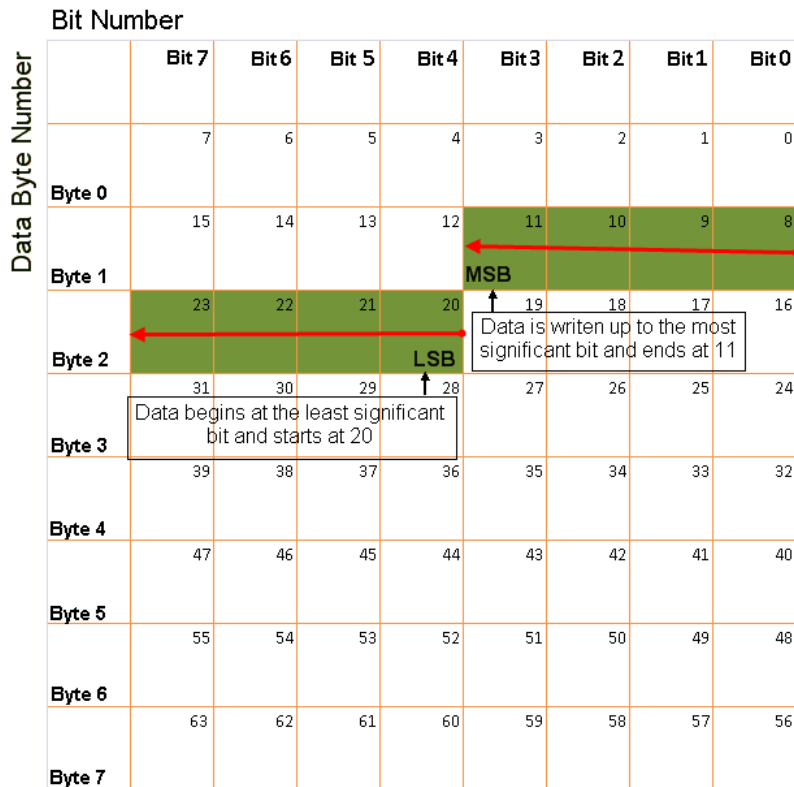 Bit Number
Data Byte Number
Bit 7 Bit 6 Bit 5 Bit 4 Bit 3 Bit 2 Bit 1 Bit 0
7 6 5 4 3 2 1 0
Byte 0
15 14 13 12 11 10 9 8
Byte 1 MSB
23 22 21 20 19 18 17 16
Data is writen up to the most
significant bit and ends at 11
Byte 2 LSB
31 30 29 28 27 26 25 24
Data begins at the least significant
bit and starts at 20
Byte 3
39 38 37 36 35 34 33 32
Byte 4
47 46 45 44 43 42 41 40
Byte 5
55 54 53 52 51 50 49 48
Byte 6
63 62 61 60 59 58 57 56
Byte 7